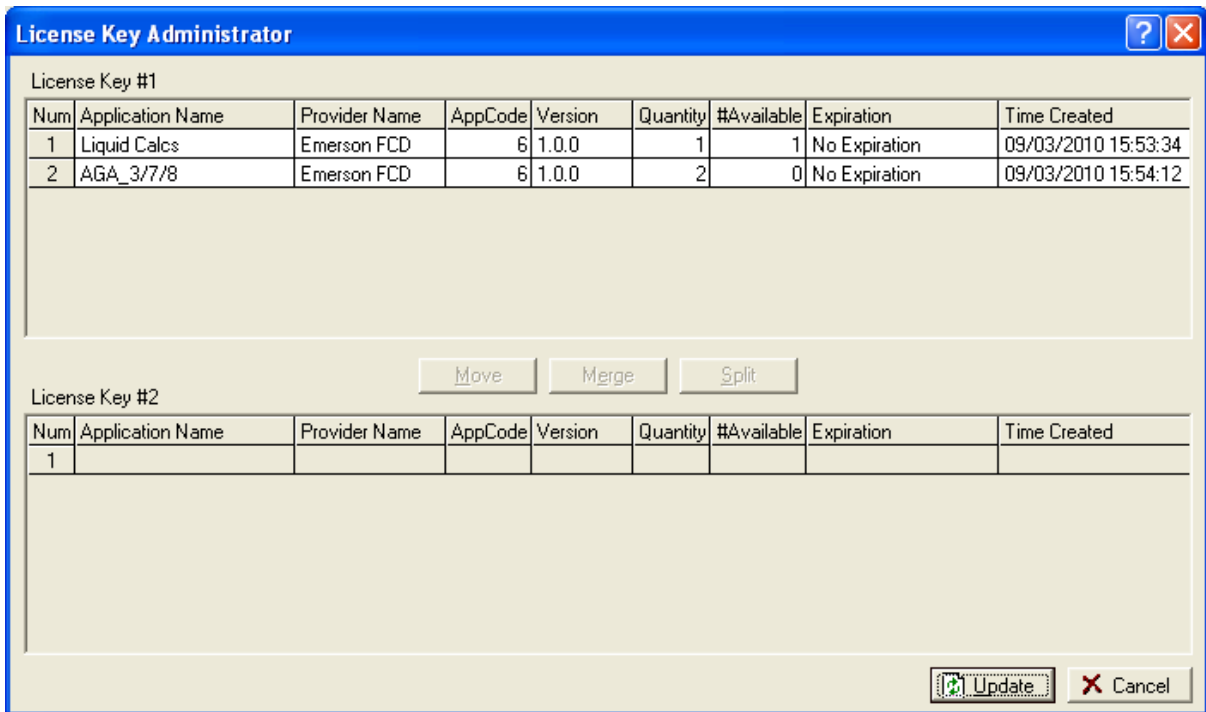 License Key Administrator
License Key #1
Num Application Name Provider Name AppCode Version Quantity #Available Expiration Time Created
1 Liquid Calcs Emerson FCD 6 1.0.0 1 1 No Expiration 09/03/2010 15:53:34
2 AGA_3/7/8 Emerson FCD 6 1.0.0 2 0 No Expiration 09/03/2010 15:54:12
Move Merge Split
License Key #2
Num Application Name Provider Name AppCode Version Quantity #Available Expiration Time Created
1
Update Cancel